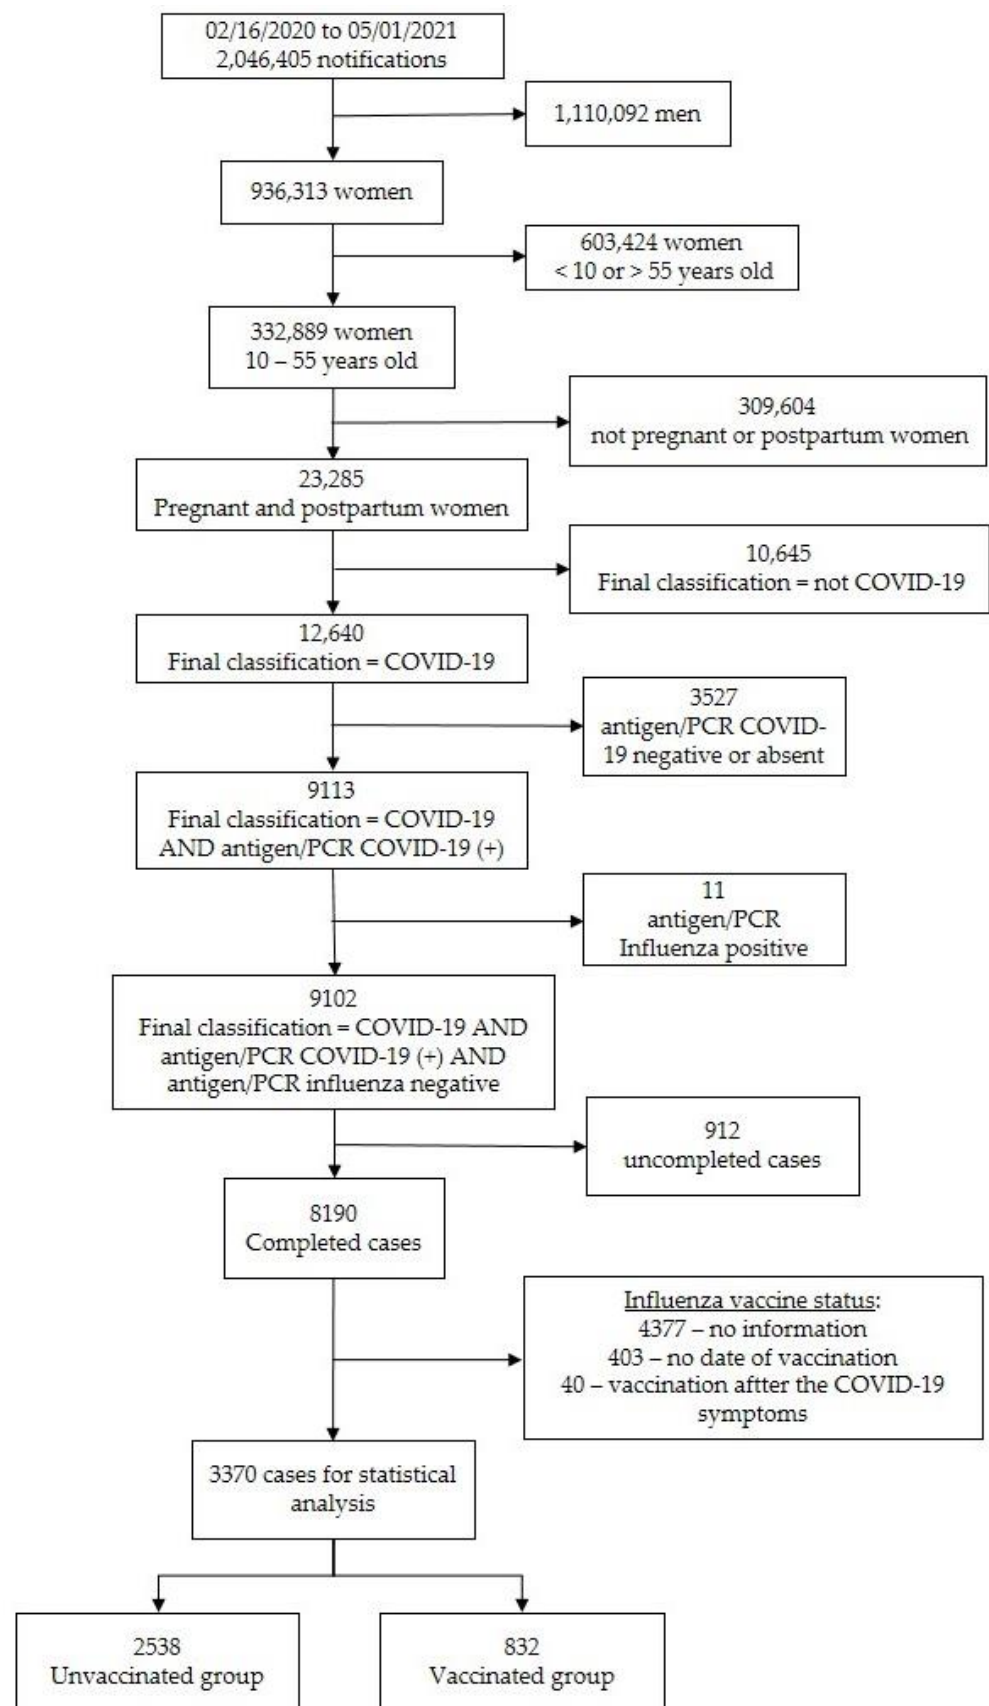 02/16/2020 to 05/01/2021
2,046,405 notifications
1,110,092 men
936,313 women
603,424 women
< 10 or > 55 years old
332,889 women
10 – 55 years old
309,604
not pregnant or postpartum women
23,285
Pregnant and postpartum women
10,645
Final classification = not COVID-19
12,640
Final classification = COVID-19
3527
antigen/PCR COVID-
19 negative or absent
9113
Final classification = COVID-19
AND antigen/PCR COVID-19 (+)
11
antigen/PCR
Influenza positive
9102
Final classification = COVID-19 AND
antigen/PCR COVID-19 (+) AND
antigen/PCR influenza negative
912
uncompleted cases
8190
Completed cases
Influenza vaccine status:
4377 – no information
403 – no date of vaccination
40 – vaccination aftter the COVID-19
symptoms
3370 cases for statistical
analysis
2538
Unvaccinated group
832
Vaccinated group